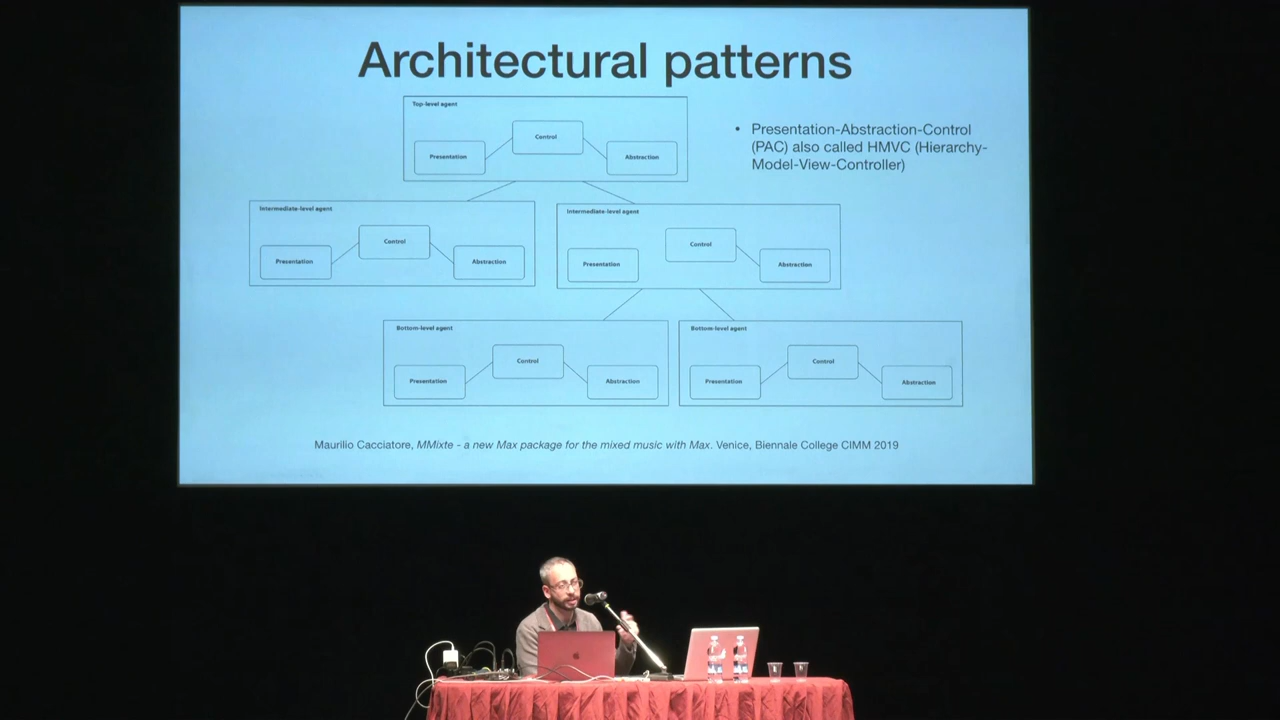 Architectural patterns
Top-level agent
Control
Presentation
Abstraction
• Presentation-Abstraction-Control
(PAC) also called HMVC (Hierarchy-
Model-View-Controller)
Intermediate-level agent
Control
Presentation
Abstraction
Intermediate-level agent
Control
Presentation
Abstraction
Bottom-level agent
Control
Presentation
Abstraction
Bottom-level agent
Control
Presentation
Abstraction
Maurilio Cacciatore, MMixte - a new Max package for the mixed music with Max. Venice, Biennale College CIMM 2019